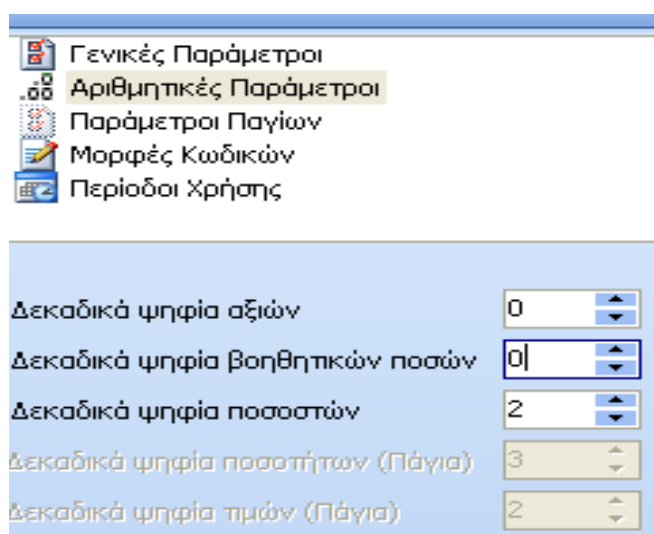 Γενικές Παράμετροι
Αριθμητικές Παράμετροι
Παράμετροι Παγίων
Μορφές Κωδικών
Περίοδοι Χρήσης
Δεκαδικά ψηφία αξιών 0
Δεκαδικά ψηφία βοηθητικών ποσών 0
Δεκαδικά ψηφία ποσοστών 2
Δεκαδικά ψηφία ποσοτήτων (Πάγια) 3
Δεκαδικά ψηφία τιμών (Πάγια) 2